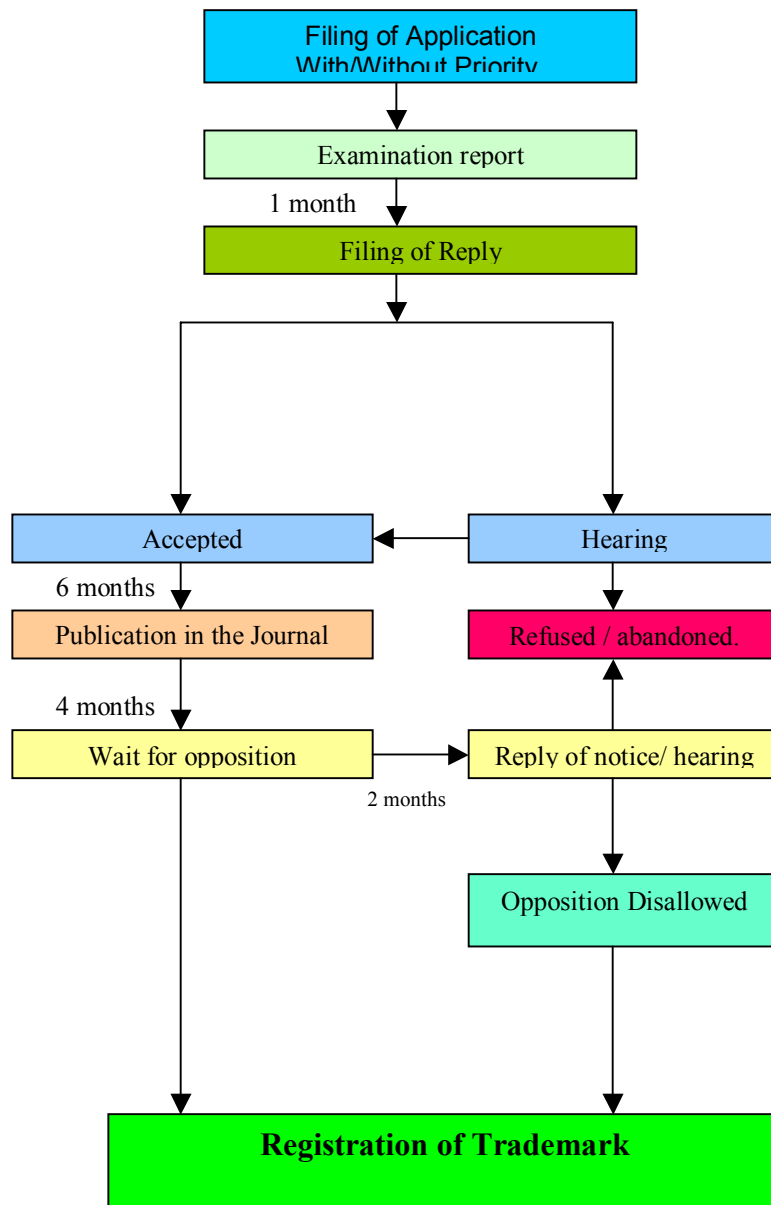 Filing of Application
With/Without Priority
Examination report
1 month
Filing of Reply
Accepted
Hearing
6 months
Publication in the Journal
Refused / abandoned.
4 months
Wait for opposition
Reply of notice/ hearing
2 months
Opposition Disallowed
Registration of Trademark